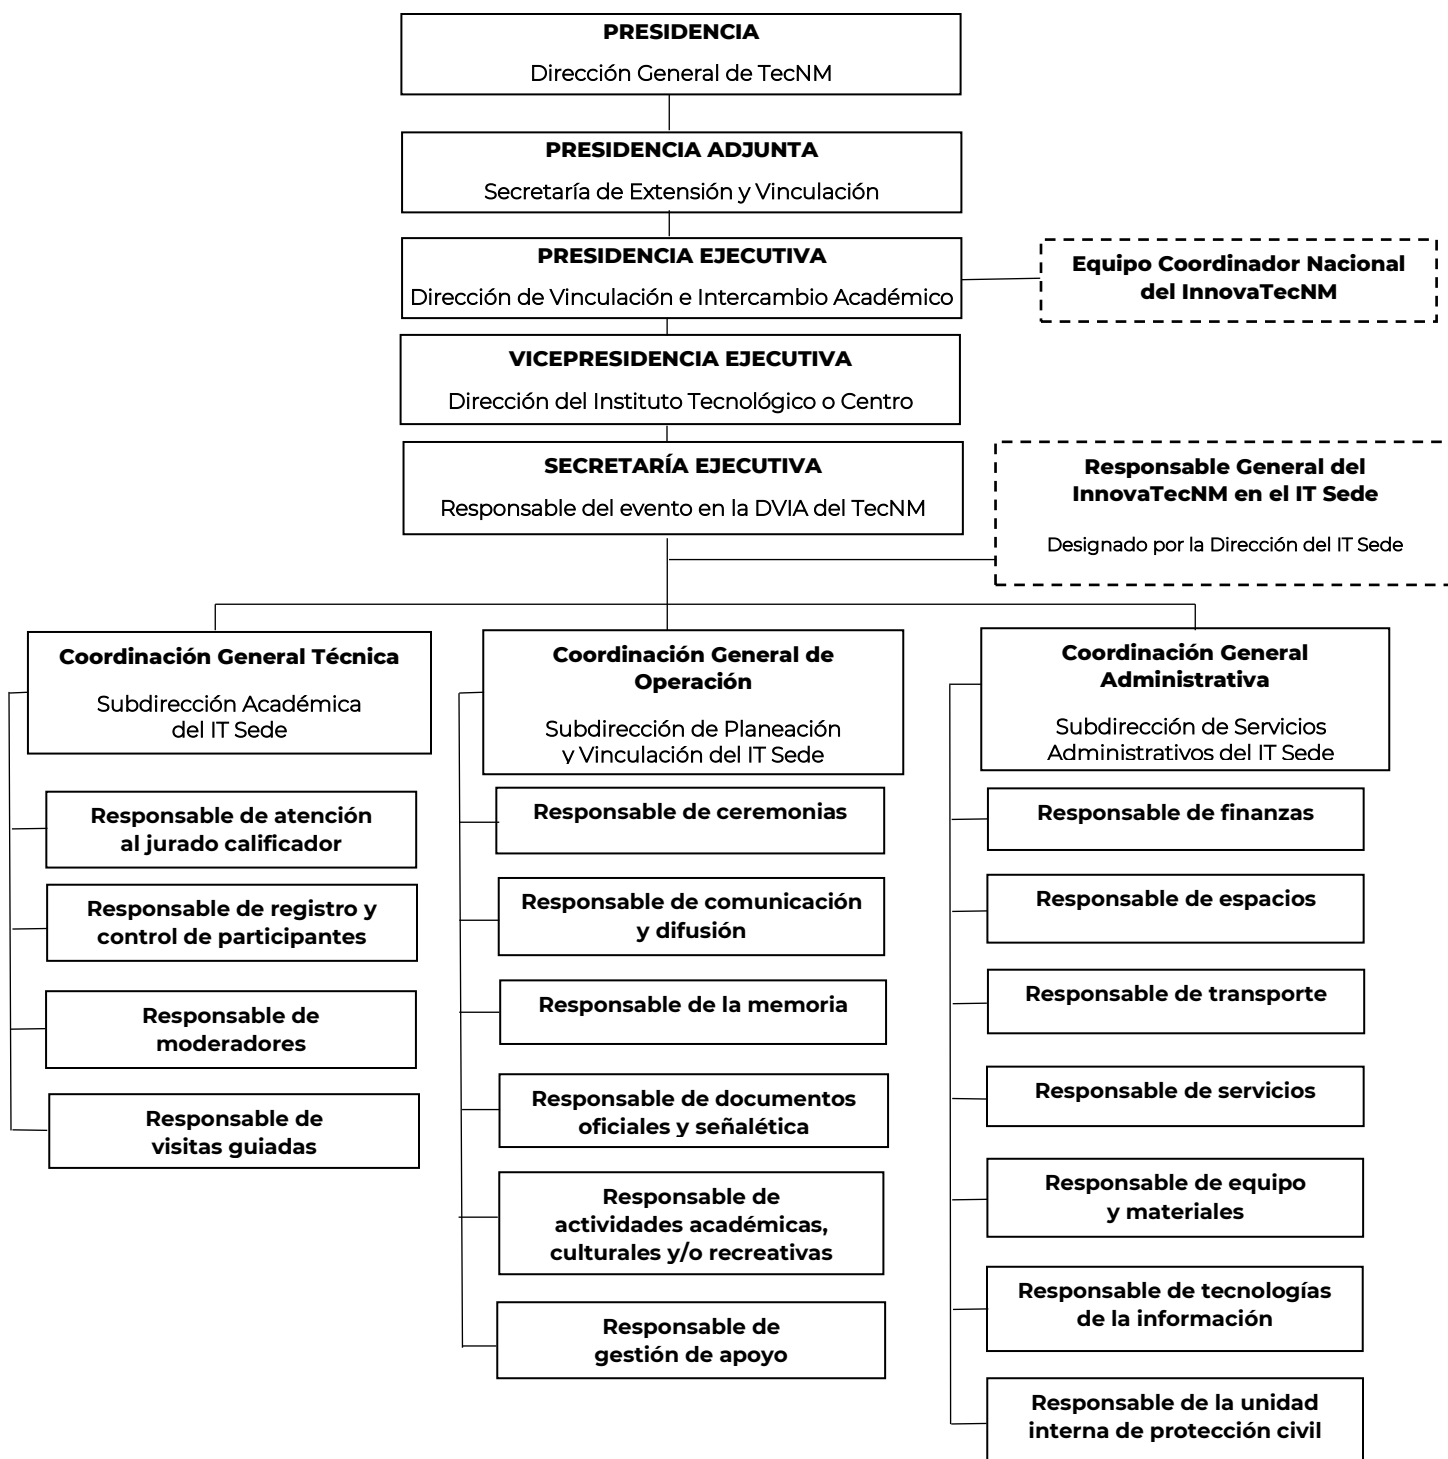 PRESIDENCIA
Dirección General de TecNM
PRESIDENCIA ADJUNTA
Secretaría de Extensión y Vinculación
PRESIDENCIA EJECUTIVA
Dirección de Vinculación e Intercambio Académico
Equipo Coordinador Nacional
del InnovaTecNM
VICEPRESIDENCIA EJECUTIVA
Dirección del Instituto Tecnológico o Centro
SECRETARÍA EJECUTIVA
Responsable del evento en la DVIA del TecNM
Responsable General del
InnovaTecNM en el IT Sede
Designado por la Dirección del IT Sede
Coordinación General Técnica
Subdirección Académica
del IT Sede
Responsable de atención
al jurado calificador
Responsable de registro y
control de participantes
Responsable de
moderadores
Responsable de
visitas guiadas
Coordinación General de
Operación
Subdirección de Planeación
y Vinculación del IT Sede
Responsable de ceremonias
Responsable de comunicación
y difusión
Responsable de la memoria
Responsable de documentos
oficiales y señalética
Responsable de
actividades académicas,
culturales y/o recreativas
Responsable de
gestión de apoyo
Coordinación General
Administrativa
Subdirección de Servicios
Administrativos del IT Sede
Responsable de finanzas
Responsable de espacios
Responsable de transporte
Responsable de servicios
Responsable de equipo
y materiales
Responsable de tecnologías
de la información
Responsable de la unidad
interna de protección civil